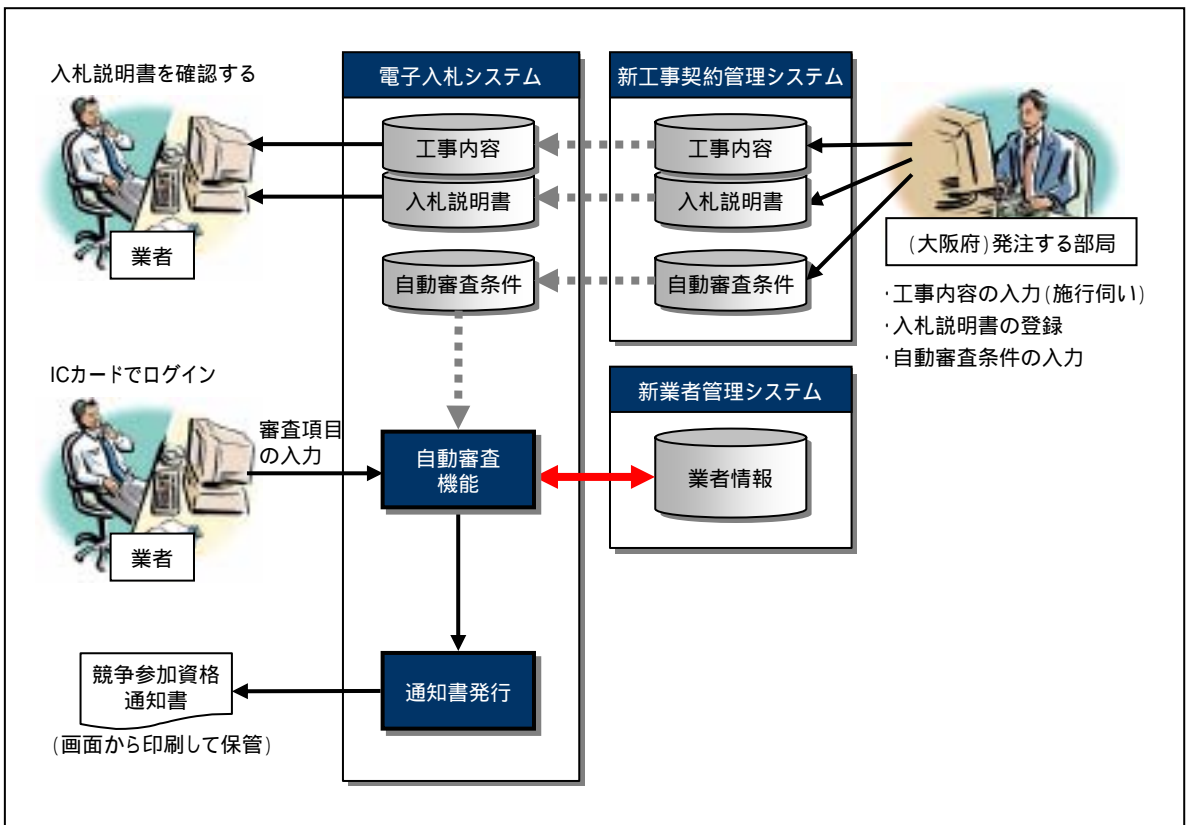 入札説明書を確認する
業者
電子入札システム
工事内容
入札説明書
自動審査条件
新工事契約管理システム
工事内容
入札説明書
自動審査条件
(大阪府)発注する部局
･工事内容の入力(施行伺い)
･入札説明書の登録
･自動審査条件の入力
ICカードでログイン
業者
審査項目
の入力
自動審査
機能
新業者管理システム
業者情報
通知書発行
競争参加資格
通知書
(画面から印刷して保管)